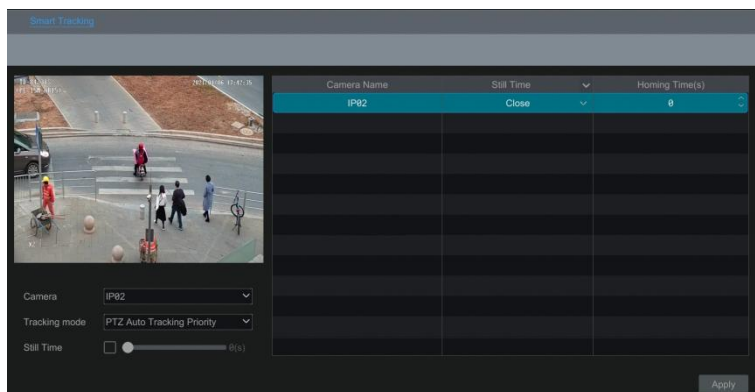 Smart Tracking
Camera Name
Still Time
Homing Time(s)
IP02
Close
0
Camera
IP02
Tracking mode
PTZ Auto Tracking Priority
Still Time
0(s)
Apply